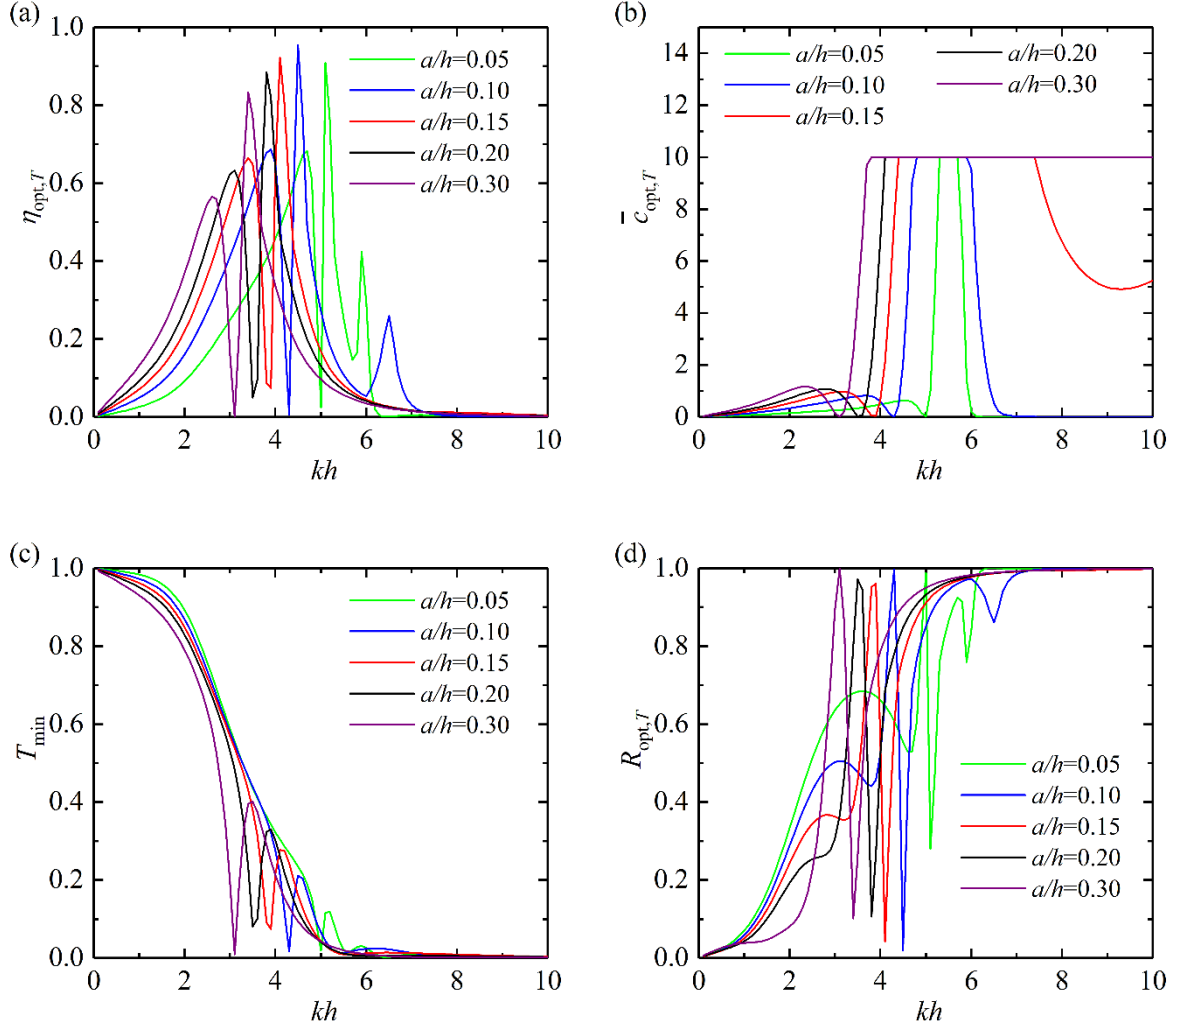 (a)
1.0
0.8
0.6
0.4
0.2
0.0
η_opt,T
a/h=0.05
a/h=0.10
a/h=0.15
a/h=0.20
a/h=0.30
0 2 4 6 8 10
kh
(b)
14
12
10
8
6
4
2
0
c̄_opt,T
a/h=0.05
a/h=0.10
a/h=0.15
a/h=0.20
a/h=0.30
0 2 4 6 8 10
kh
(c)
1.0
0.8
0.6
0.4
0.2
0.0
T_min
a/h=0.05
a/h=0.10
a/h=0.15
a/h=0.20
a/h=0.30
0 2 4 6 8 10
kh
(d)
1.0
0.8
0.6
0.4
0.2
0.0
R_opt,T
a/h=0.05
a/h=0.10
a/h=0.15
a/h=0.20
a/h=0.30
0 2 4 6 8 10
kh